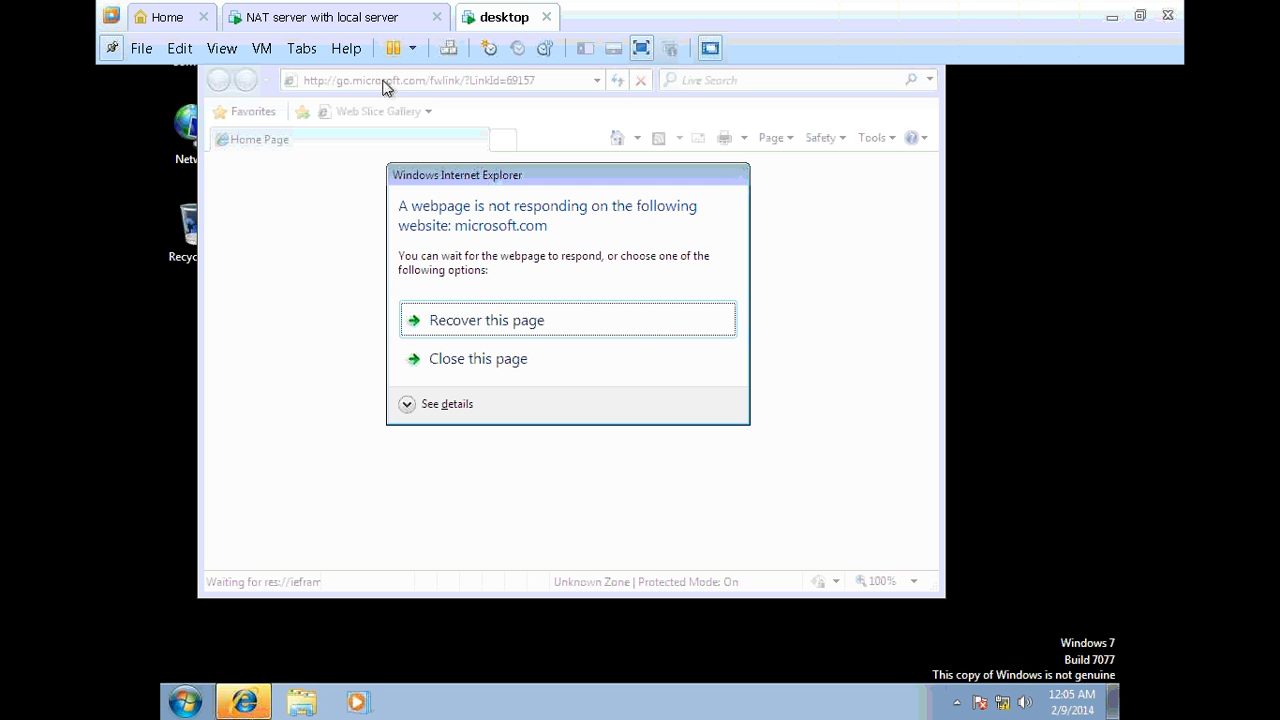 Home
NAT server with local server
desktop
File Edit View VM Tabs Help
http://go.microsoft.com/fwlink/?LinkId=69157
Live Search
Favorites
Web Slice Gallery
Home Page
Page Safety Tools
Netw
Recyc
Windows Internet Explorer
A webpage is not responding on the following
website: microsoft.com
You can wait for the webpage to respond, or choose one of the
following options:
Recover this page
Close this page
See details
Waiting for res://iefram
Unknown Zone | Protected Mode: On
100%
Windows 7
Build 7077
This copy of Windows is not genuine
12:05 AM
2/9/2014